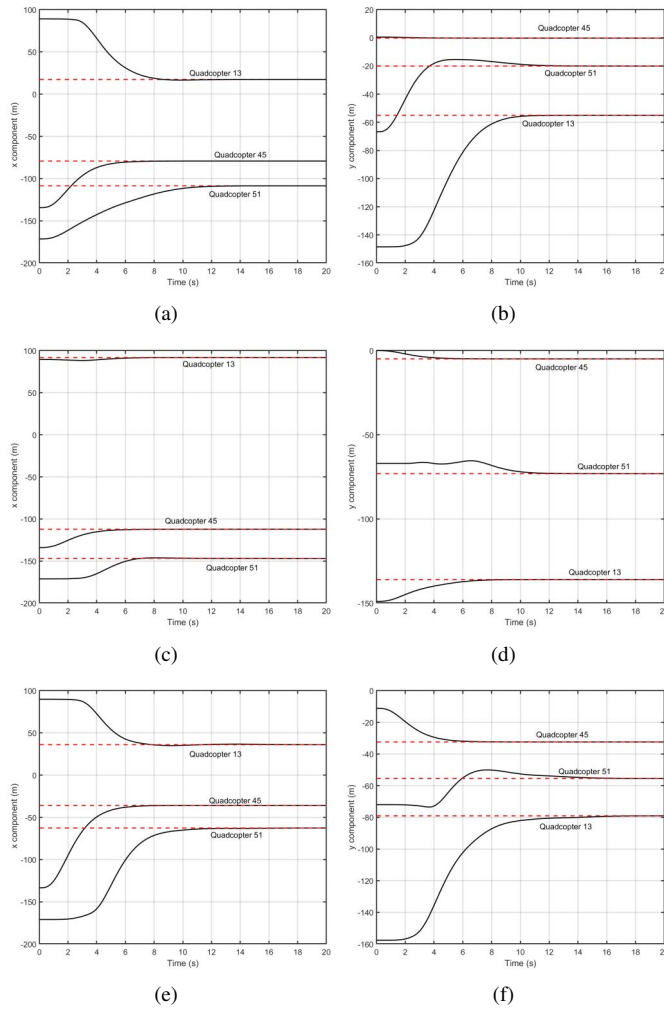 100
50
0
-50
-100
-150
-200
x component (m)
Quadcopter 13
Quadcopter 45
Quadcopter 51
0 2 4 6 8 10 12 14 16 18 20
Time (s)
(a)
20
0
-20
-40
-60
-80
-100
-120
-140
-160
y component (m)
Quadcopter 45
Quadcopter 51
Quadcopter 13
0 2 4 6 8 10 12 14 16 18 20
Time (s)
(b)
100
50
0
-50
-100
-150
-200
x component (m)
Quadcopter 13
Quadcopter 45
Quadcopter 51
0 2 4 6 8 10 12 14 16 18 20
Time (s)
(c)
0
-50
-100
-150
y component (m)
Quadcopter 45
Quadcopter 51
Quadcopter 13
0 2 4 6 8 10 12 14 16 18 20
Time (s)
(d)
100
50
0
-50
-100
-150
-200
x component (m)
Quadcopter 13
Quadcopter 45
Quadcopter 51
0 2 4 6 8 10 12 14 16 18 20
Time (s)
(e)
0
-20
-40
-60
-80
-100
-120
-140
-160
y component (m)
Quadcopter 45
Quadcopter 51
Quadcopter 13
0 2 4 6 8 10 12 14 16 18 20
Time (s)
(f)